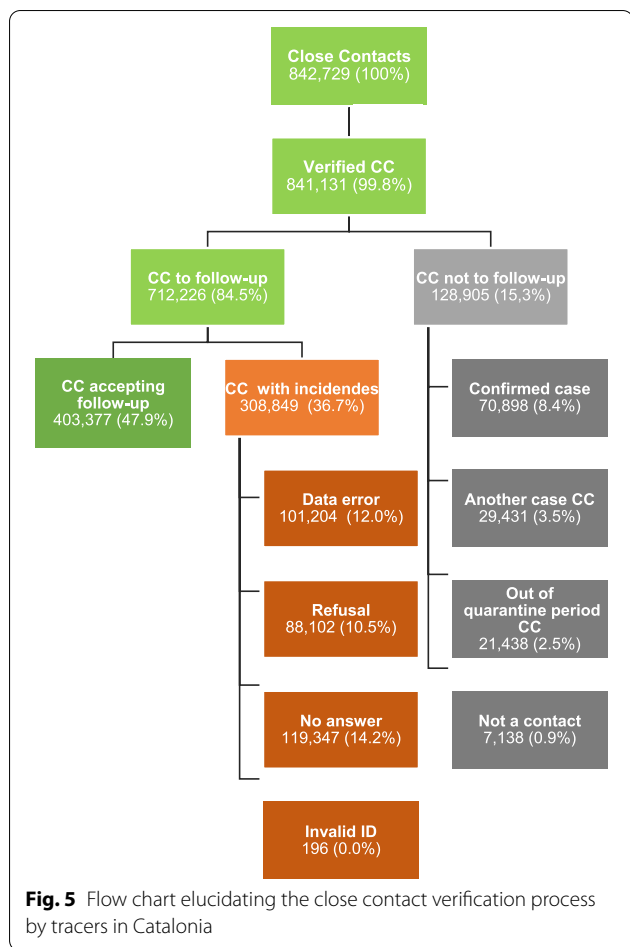 Close Contacts
842,729 (100%)
Verified CC
841,131 (99.8%)
CC to follow-up
712,226 (84.5%)
CC not to follow-up
128,905 (15,3%)
CC accepting
follow-up
403,377 (47.9%)
CC with incidendes
308,849 (36.7%)
Data error
101,204 (12.0%)
Refusal
88,102 (10.5%)
No answer
119,347 (14.2%)
Invalid ID
196 (0.0%)
Confirmed case
70,898 (8.4%)
Another case CC
29,431 (3.5%)
Out of
quarantine period
CC
21,438 (2.5%)
Not a contact
7,138 (0.9%)
Fig. 5 Flow chart elucidating the close contact verification process
by tracers in Catalonia